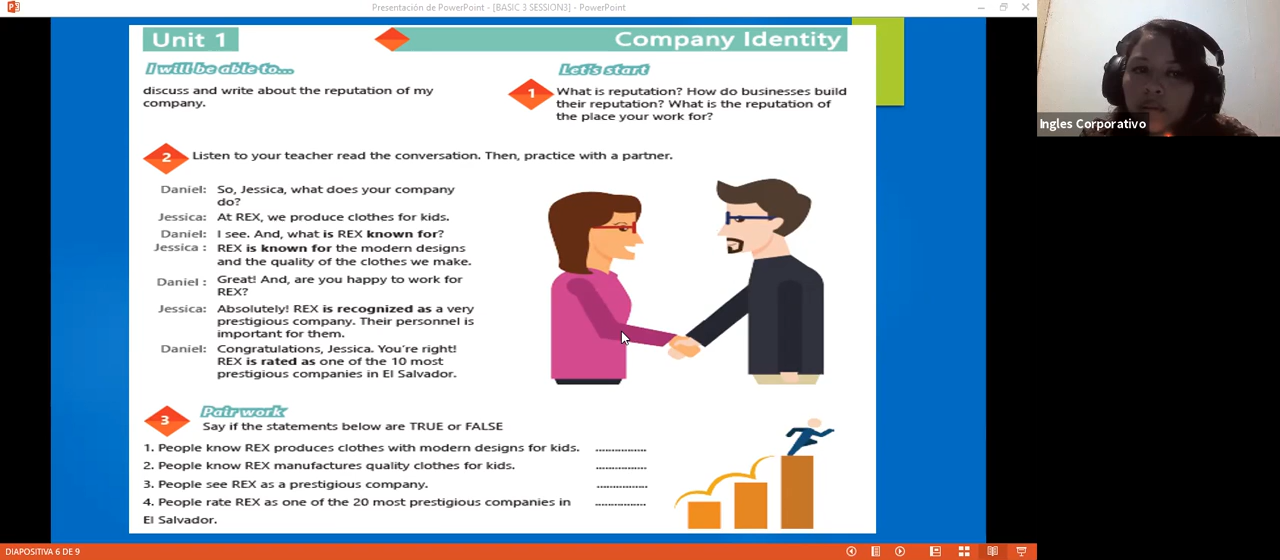 Presentación de PowerPoint - [BASIC 3 SESSION3] - PowerPoint
Unit 1
Company Identity
I will be able to...
discuss and write about the reputation of my
company.
Let's start
1
What is reputation? How do businesses build
their reputation? What is the reputation of
the place your work for?
2
Listen to your teacher read the conversation. Then, practice with a partner.
Daniel: So, Jessica, what does your company
do?
Jessica: At REX, we produce clothes for kids.
Daniel: I see. And, what is REX known for?
Jessica : REX is known for the modern designs
and the quality of the clothes we make.
Daniel : Great! And, are you happy to work for
REX?
Jessica: Absolutely! REX is recognized as a very
prestigious company. Their personnel is
important for them.
Daniel: Congratulations, Jessica. You're right!
REX is rated as one of the 10 most
prestigious companies in El Salvador.
3
Pair work
Say if the statements below are TRUE or FALSE
1. People know REX produces clothes with modern designs for kids. ..................
2. People know REX manufactures quality clothes for kids. ..................
3. People see REX as a prestigious company. ..................
4. People rate REX as one of the 20 most prestigious companies in ..................
El Salvador.
Ingles Corporativo
DIAPOSITIVA 6 DE 9